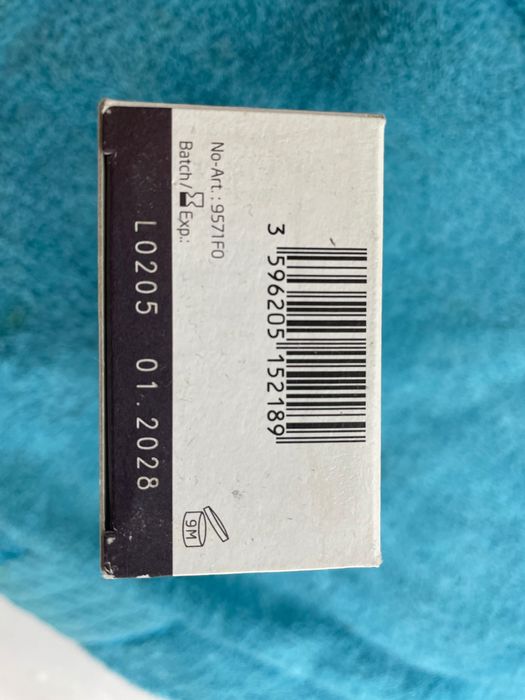 3 596205 152189
No-Art.: 9571F0
Batch/ Exp.:
L0205 01.2028
9M